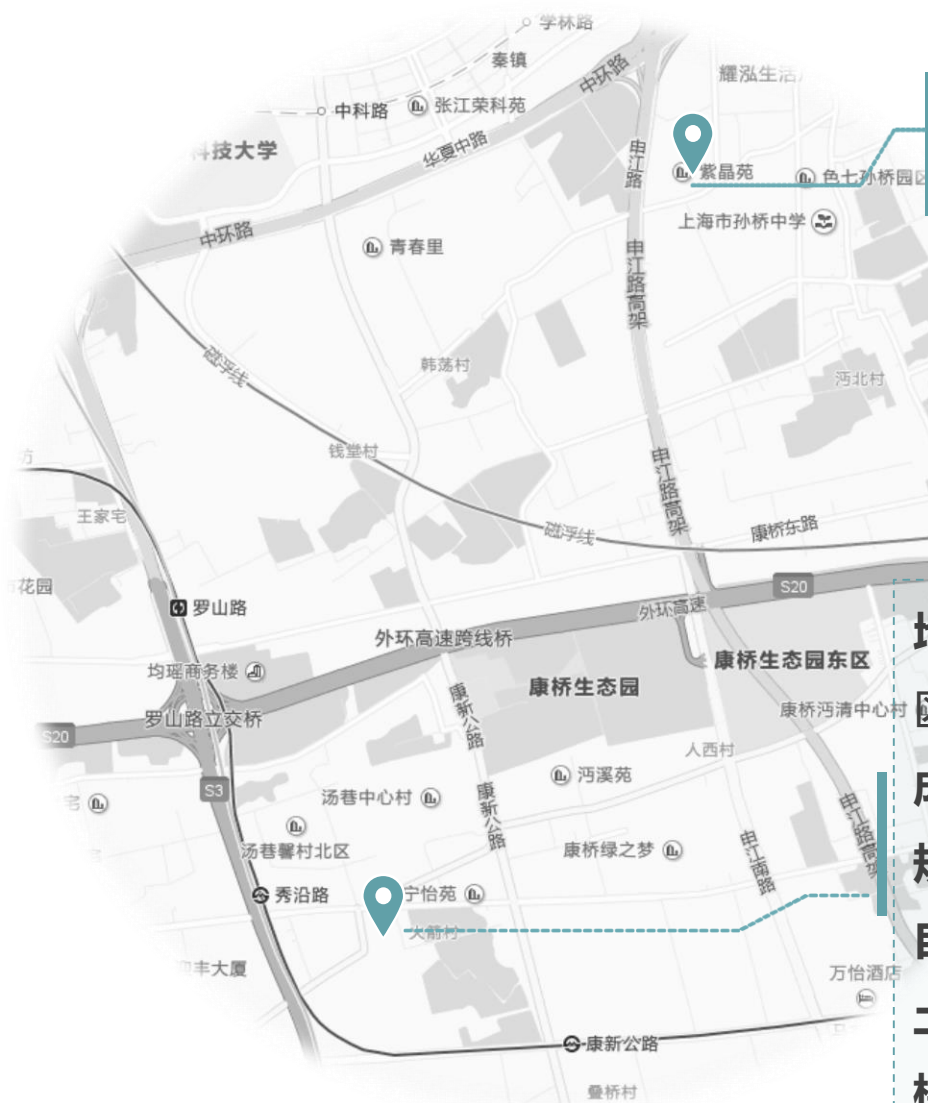 学林路
秦镇
中环路
耀泓生活
中科路
张江荣科苑
华夏中路
科技大学
申江路
紫晶苑
色七孙桥园区
上海市孙桥中学
中环路
青春里
申江路高架
磁浮线
韩荡村
沔北村
钱堂村
申江路高架
王家宅
磁浮线
康桥东路
花园
S20
罗山路
外环高速
外环高速跨线桥
均瑶商务楼
康桥生态园东区
康桥生态园
罗山路立交桥
康新公路
康桥沔清中心村
S20
人西村
沔溪苑
S3
宅
汤巷中心村
康新公路
申江路高架
汤巷馨村北区
康桥绿之梦
申江南路
秀沿路
宁怡苑
火箭村
丰大厦
万怡酒店
康新公路
叠桥村